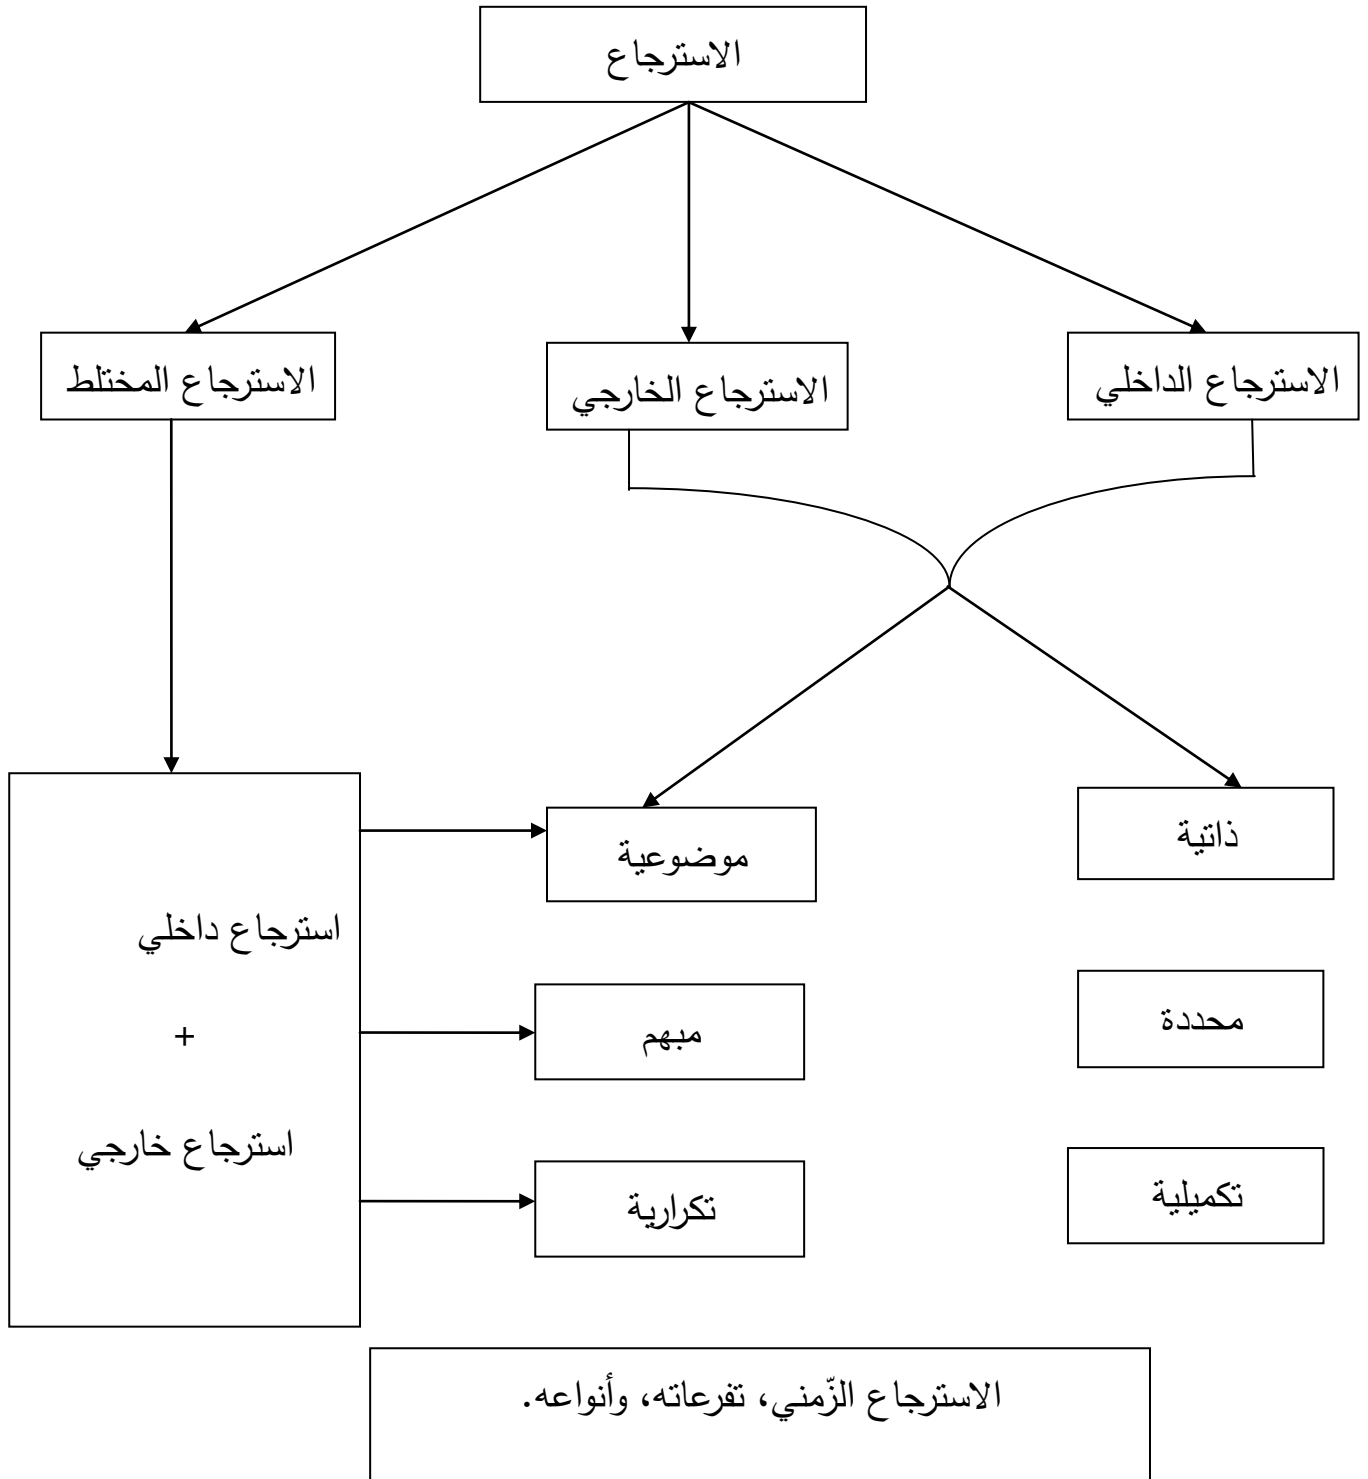 الاسترجاع
الاسترجاع الداخلي
الاسترجاع الخارجي
الاسترجاع المختلط
ذاتية
موضوعية
استرجاع داخلي
+
استرجاع خارجي
محددة
مبهم
تكميلية
تكرارية
الاسترجاع الزّمني، تفرعاته، وأنواعه.